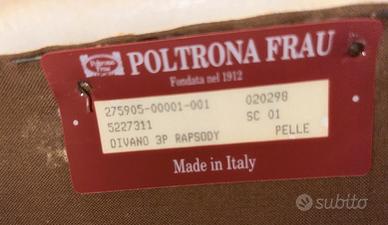 Poltrona Frau
POLTRONA FRAU
Fondata nel 1912
275905-00001-001 020298
5227311 SC 01
DIVANO 3P RAPSODY PELLE
Made in Italy
subito